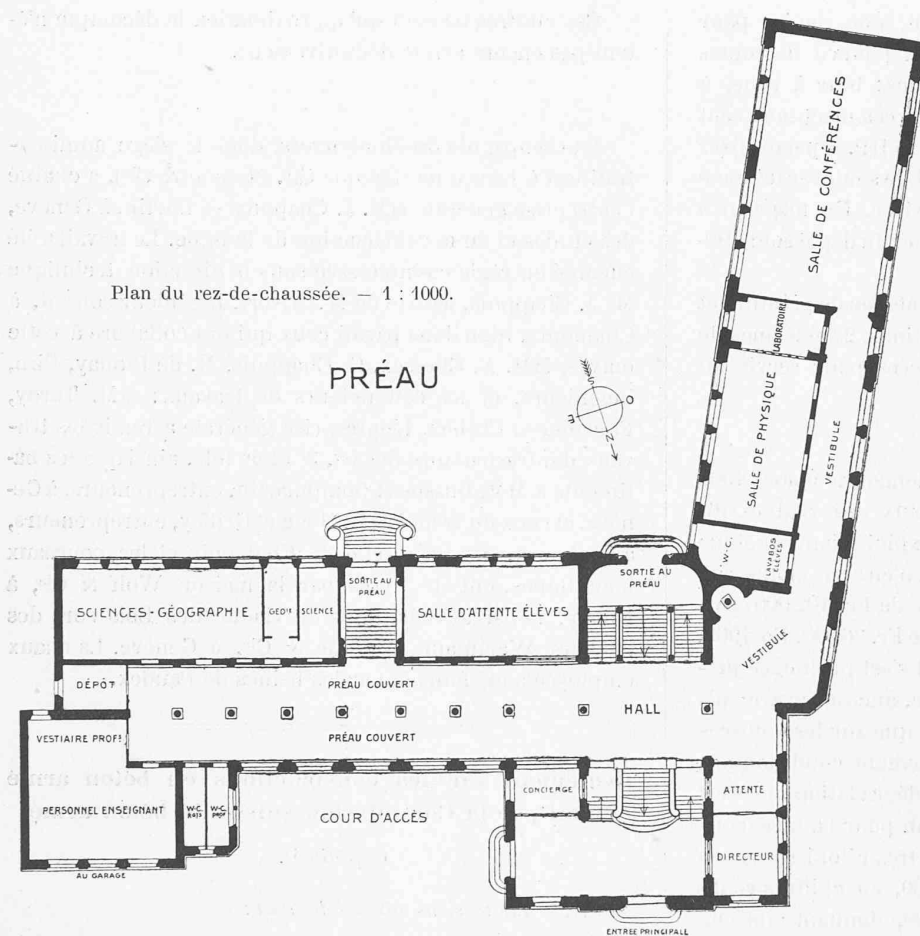 Plan du rez-de-chaussée. — 1 : 1000.
PRÉAU
S
O
E
N
SALLE DE CONFÉRENCES
LABORATOIRE
SALLE DE PHYSIQUE
VESTIBULE
W-C
LAVABOS
ÉLÈVES
VESTIBULE
SORTIE AU
PRÉAU
SORTIE AU
PRÉAU
SCIENCES - GÉOGRAPHIE
SCIENCE
SALLE D'ATTENTE ÉLÈVES
DÉPÔT
PRÉAU COUVERT
HALL
VESTIAIRE PROFS
PRÉAU COUVERT
PERSONNEL ENSEIGNANT
W.C.
W.C.
PROFS
COUR D'ACCÈS
CONCIERGE
ATTENTE
DIRECTEUR
AU GARAGE
ENTRÉE PRINCIPALE